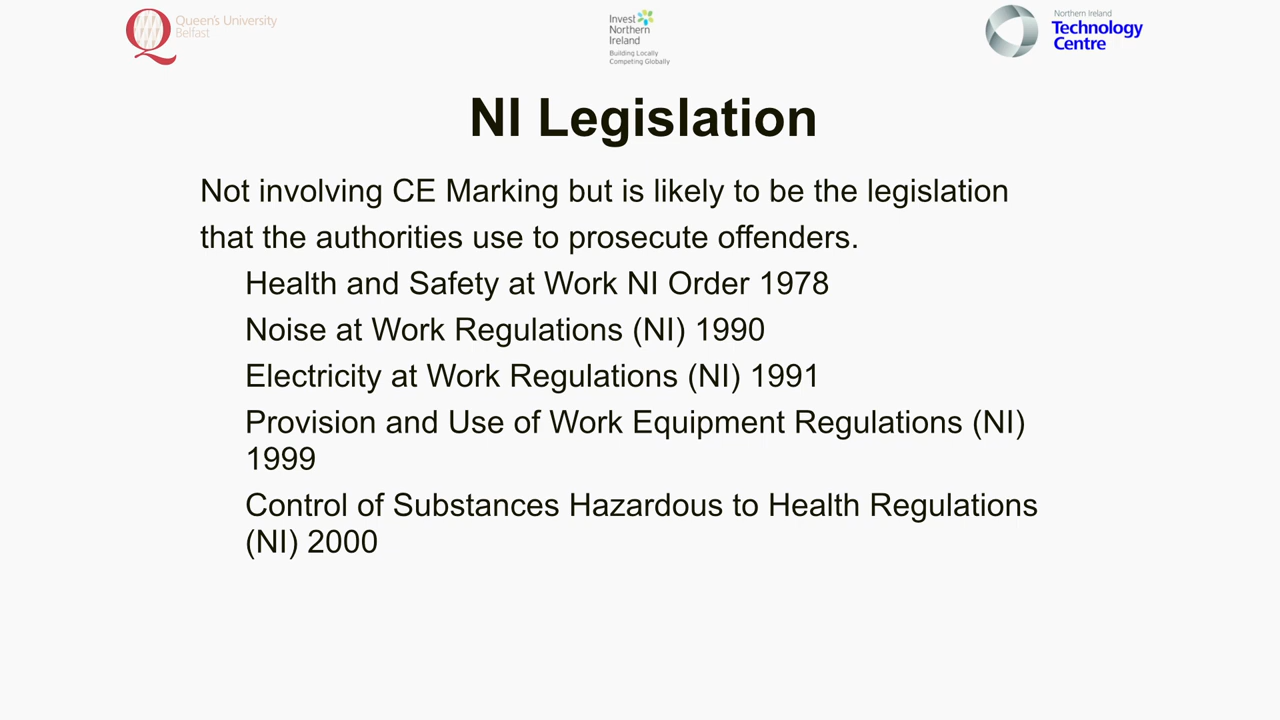 Queen's University
Belfast
Invest
Northern
Ireland
Building Locally
Competing Globally
Northern Ireland
Technology
Centre
NI Legislation
Not involving CE Marking but is likely to be the legislation
that the authorities use to prosecute offenders.
Health and Safety at Work NI Order 1978
Noise at Work Regulations (NI) 1990
Electricity at Work Regulations (NI) 1991
Provision and Use of Work Equipment Regulations (NI)
1999
Control of Substances Hazardous to Health Regulations
(NI) 2000